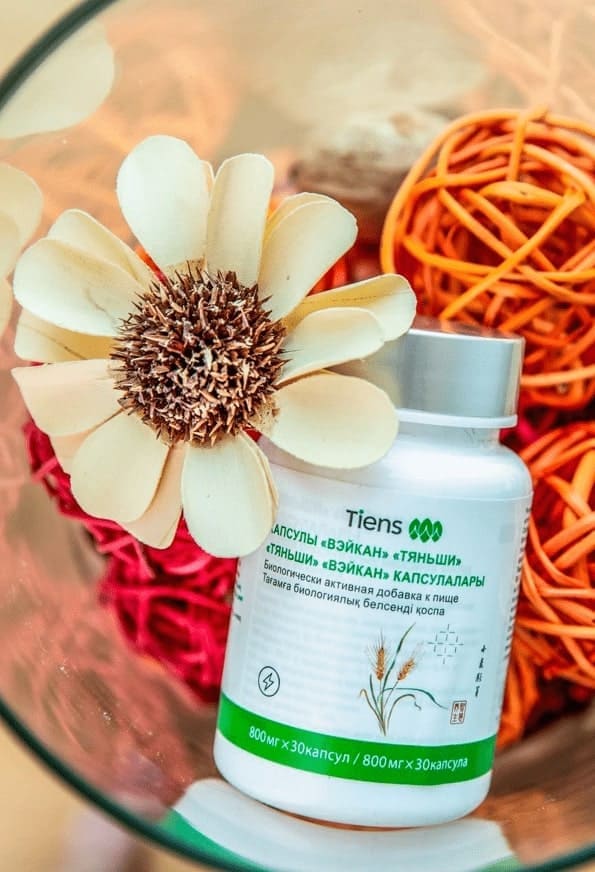 Tiens
КАПСУЛЫ «ВЭЙКАН» «ТЯНЬШИ»
«ТЯНЬШИ» «ВЭЙКАН» КАПСУЛАЛАРЫ
Биологически активная добавка к пище
Тағамға биологиялық белсенді қоспа
800мг×30капсул / 800мг×30капсула